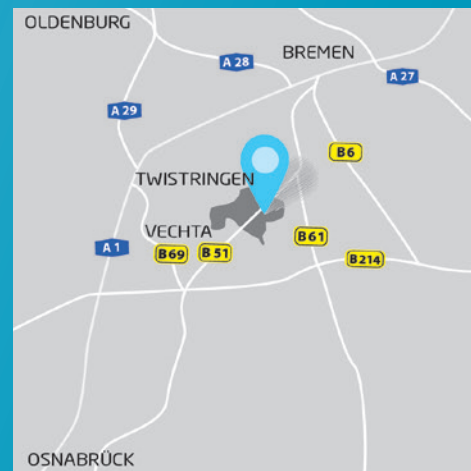 OLDENBURG
BREMEN
A 28
A 27
A 29
B6
TWISTRINGEN
VECHTA
B61
A 1
B69
B 51
B214
OSNABRÜCK